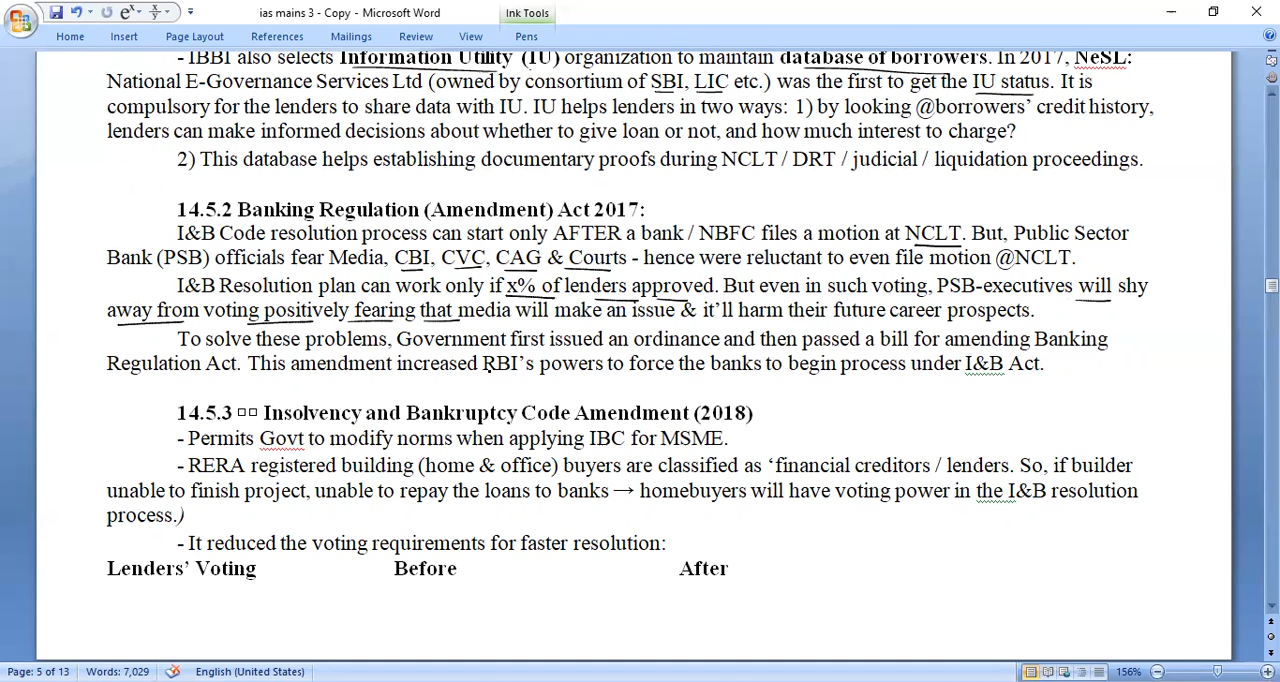 ias mains 3 - Copy - Microsoft Word
Ink Tools
Home Insert Page Layout References Mailings Review View Pens
- IBBI also selects Information Utility (IU) organization to maintain database of borrowers. In 2017, NeSL:
National E-Governance Services Ltd (owned by consortium of SBI, LIC etc.) was the first to get the IU status. It is
compulsory for the lenders to share data with IU. IU helps lenders in two ways: 1) by looking @borrowers’ credit history,
lenders can make informed decisions about whether to give loan or not, and how much interest to charge?
2) This database helps establishing documentary proofs during NCLT / DRT / judicial / liquidation proceedings.
14.5.2 Banking Regulation (Amendment) Act 2017:
I&B Code resolution process can start only AFTER a bank / NBFC files a motion at NCLT. But, Public Sector
Bank (PSB) officials fear Media, CBI, CVC, CAG & Courts - hence were reluctant to even file motion @NCLT.
I&B Resolution plan can work only if x% of lenders approved. But even in such voting, PSB-executives will shy
away from voting positively fearing that media will make an issue & it’ll harm their future career prospects.
To solve these problems, Government first issued an ordinance and then passed a bill for amending Banking
Regulation Act. This amendment increased RBI’s powers to force the banks to begin process under I&B Act.
14.5.3 □□ Insolvency and Bankruptcy Code Amendment (2018)
- Permits Govt to modify norms when applying IBC for MSME.
- RERA registered building (home & office) buyers are classified as ‘financial creditors / lenders. So, if builder
unable to finish project, unable to repay the loans to banks → homebuyers will have voting power in the I&B resolution
process.)
- It reduced the voting requirements for faster resolution:
Lenders’ Voting Before After
Page: 5 of 13 Words: 7,029 English (United States) 156%